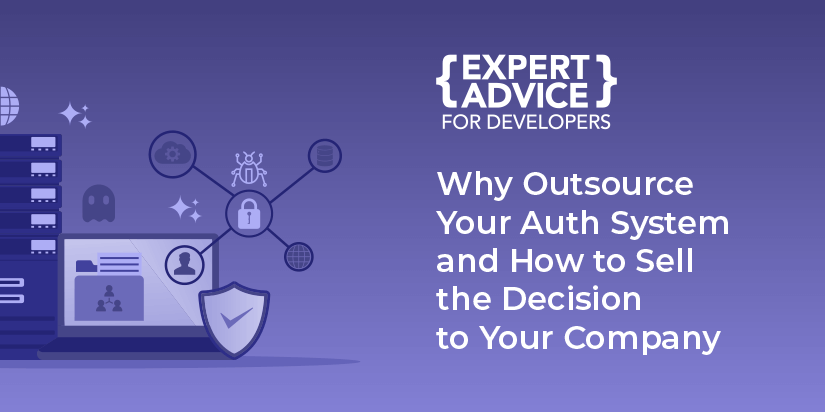 {EXPERT
ADVICE}
FOR DEVELOPERS
Why Outsource
Your Auth System
and How to Sell
the Decision
to Your Company